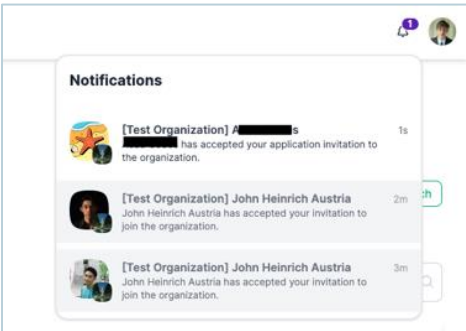 1
Notifications
[Test Organization] A s 1s
has accepted your application invitation to
the organization.
[Test Organization] John Heinrich Austria 2m
John Heinrich Austria has accepted your invitation to
join the organization.
[Test Organization] John Heinrich Austria 3m
John Heinrich Austria has accepted your invitation to
join the organization.
ch